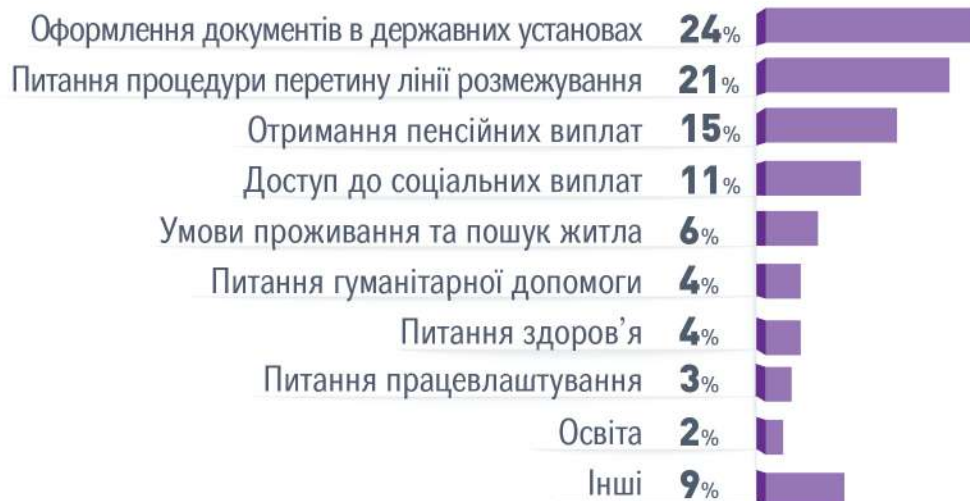 Оформлення документів в державних установах 24%
Питання процедури перетину лінії розмежування 21%
Отримання пенсійних виплат 15%
Доступ до соціальних виплат 11%
Умови проживання та пошук житла 6%
Питання гуманітарної допомоги 4%
Питання здоров’я 4%
Питання працевлаштування 3%
Освіта 2%
Інші 9%